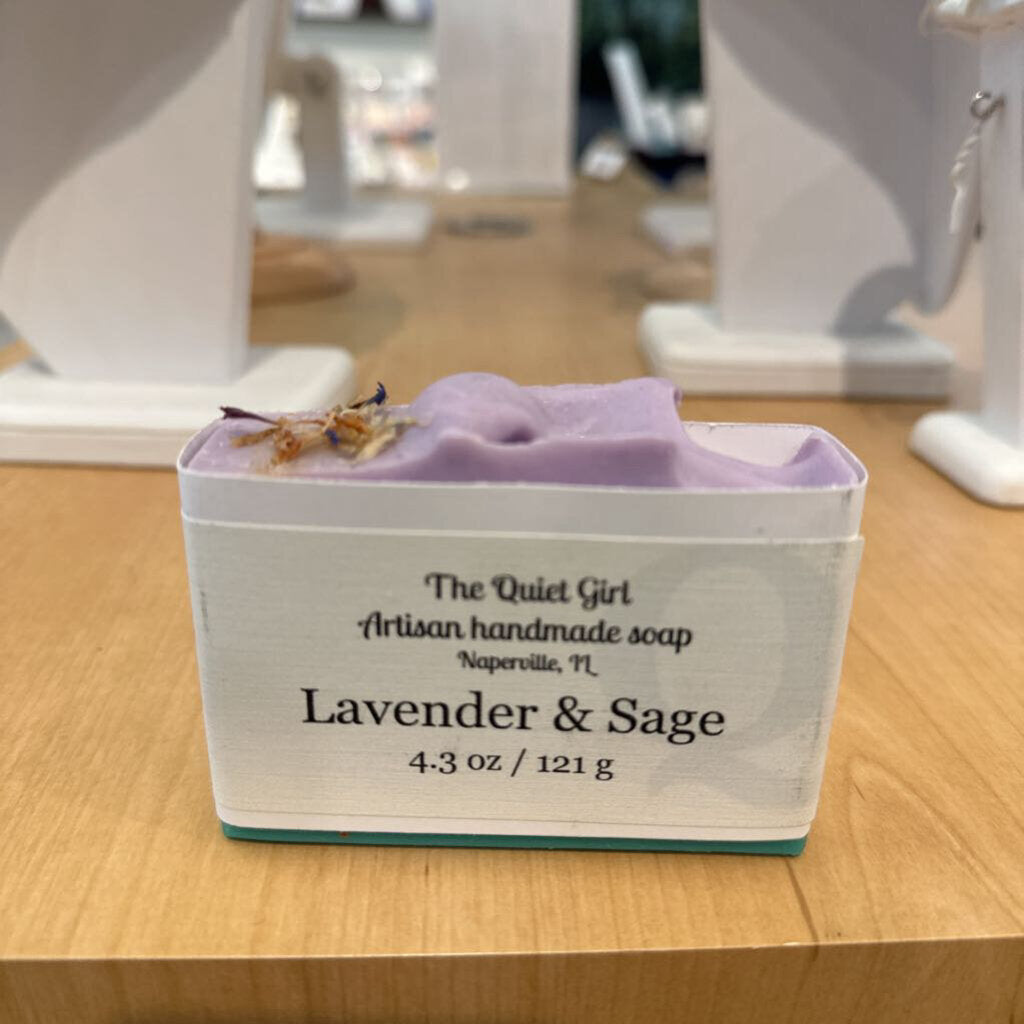 The Quiet Girl
Artisan handmade soap
Naperville, IL
Lavender & Sage
4.3 oz / 121 g